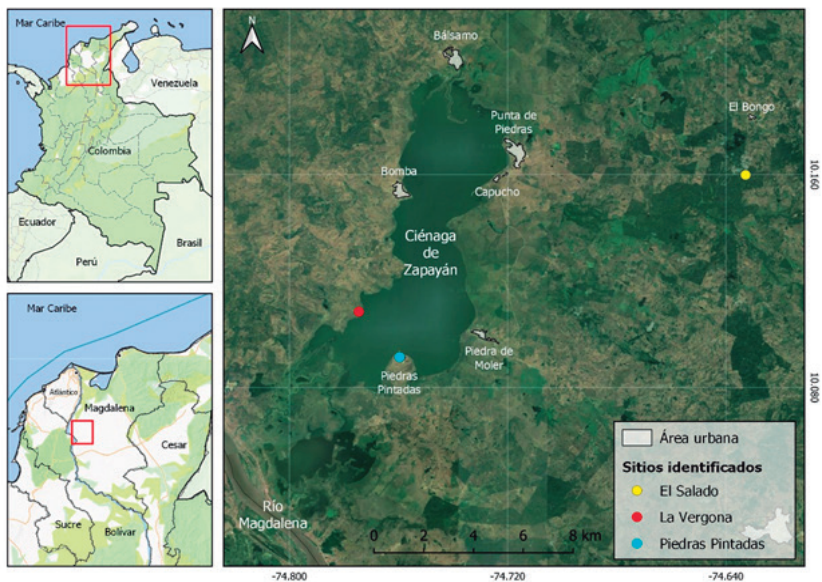 Mar Caribe
Venezuela
Colombia
Ecuador
Perú
Brasil
Mar Caribe
Atlántico
Magdalena
Cesar
Sucre
Bolívar
N
Bálsamo
El Bongo
Punta de
Piedras
Bomba
Capucho
Ciénaga
de
Zapayán
Piedra de
Moler
Piedras
Pintadas
Río
Magdalena
0 2 4 6 8 km
10.160
10.080
-74.800
-74.720
-74.640
Área urbana
Sitios identificados
El Salado
La Vergona
Piedras Pintadas